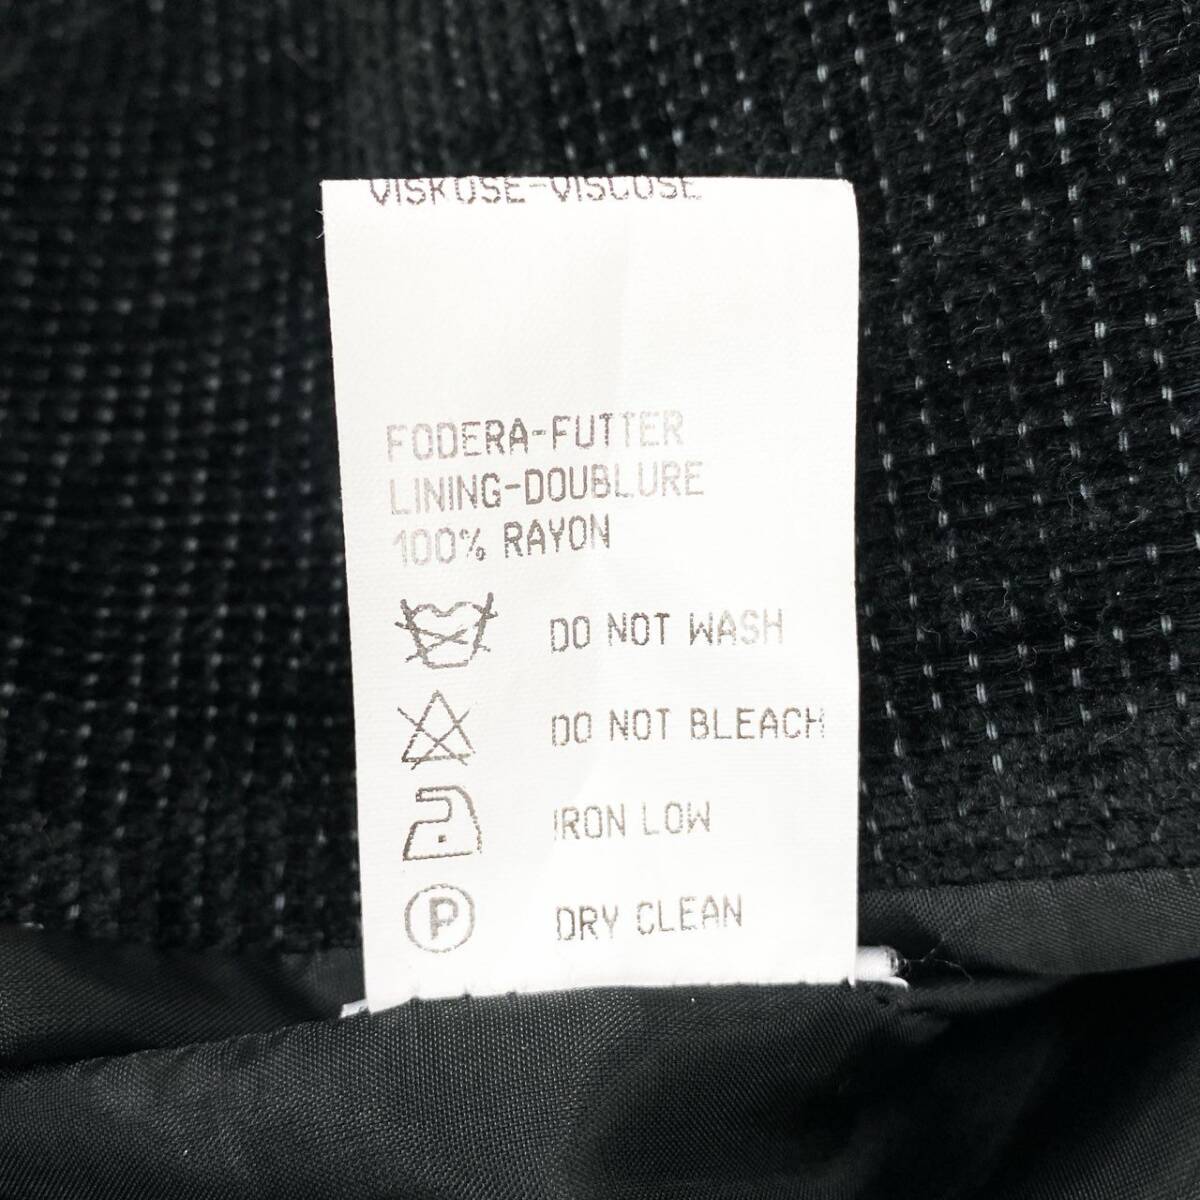 VISKOSE-VISCOSE
FODERA-FUTTER
LINING-DOUBLURE
100% RAYON
DO NOT WASH
DO NOT BLEACH
IRON LOW
P DRY CLEAN